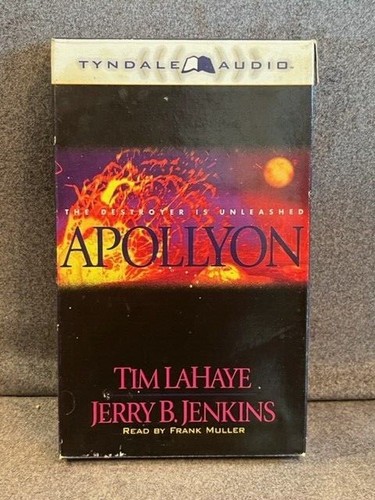 TYNDALE AUDIO
THE DESTROYER IS UNLEASHED
APOLLYON
TIM LAHAYE
JERRY B. JENKINS
READ BY FRANK MULLER